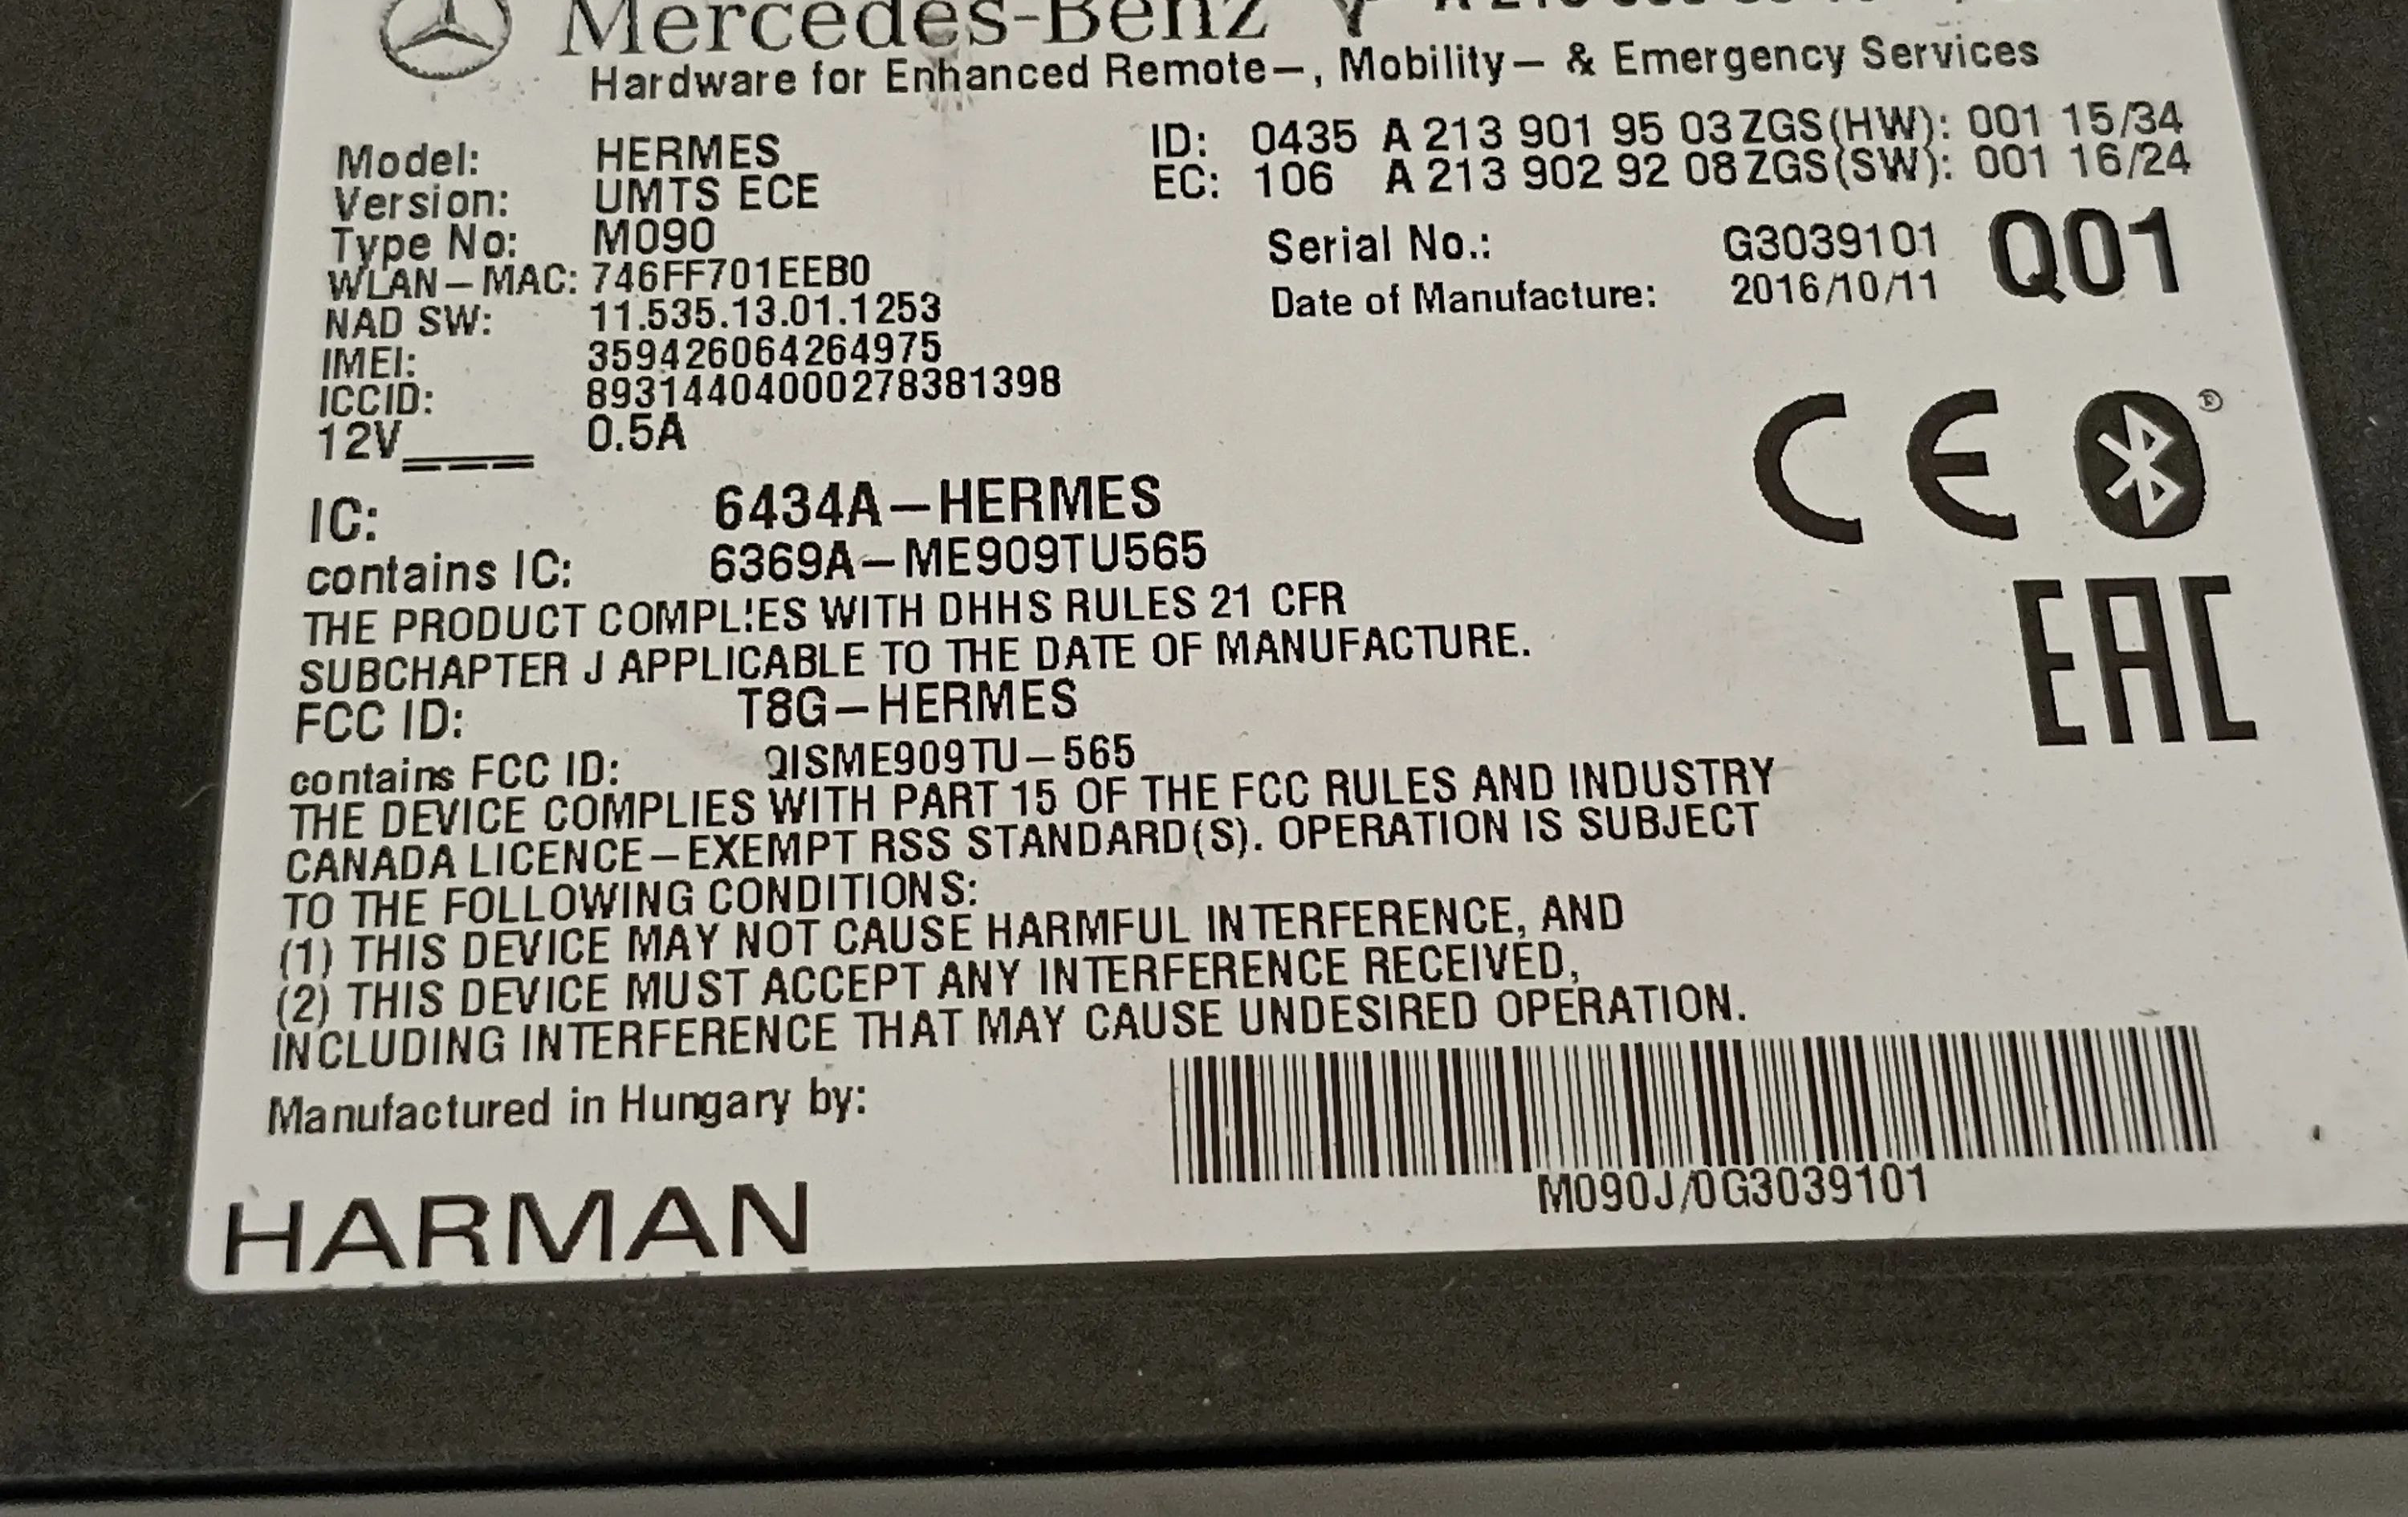 Mercedes-Benz
Hardware for Enhanced Remote–, Mobility– & Emergency Services
Model: HERMES
Version: UMTS ECE
Type No: M090
WLAN–MAC: 746FF701EEB0
NAD SW: 11.535.13.01.1253
IMEI: 359426064264975
ICCID: 89314404000278381398
12V 0.5A
ID: 0435 A 213 901 95 03 ZGS(HW): 001 15/34
EC: 106 A 213 902 92 08 ZGS(SW): 001 16/24
Serial No.: G3039101
Date of Manufacture: 2016/10/11
Q01
CE
EAC
IC: 6434A–HERMES
contains IC: 6369A–ME909TU565
THE PRODUCT COMPLIES WITH DHHS RULES 21 CFR
SUBCHAPTER J APPLICABLE TO THE DATE OF MANUFACTURE.
FCC ID: T8G–HERMES
contains FCC ID: QISME909TU–565
THE DEVICE COMPLIES WITH PART 15 OF THE FCC RULES AND INDUSTRY
CANADA LICENCE–EXEMPT RSS STANDARD(S). OPERATION IS SUBJECT
TO THE FOLLOWING CONDITIONS:
(1) THIS DEVICE MAY NOT CAUSE HARMFUL INTERFERENCE, AND
(2) THIS DEVICE MUST ACCEPT ANY INTERFERENCE RECEIVED,
INCLUDING INTERFERENCE THAT MAY CAUSE UNDESIRED OPERATION.
Manufactured in Hungary by:
HARMAN
M090J/0G3039101